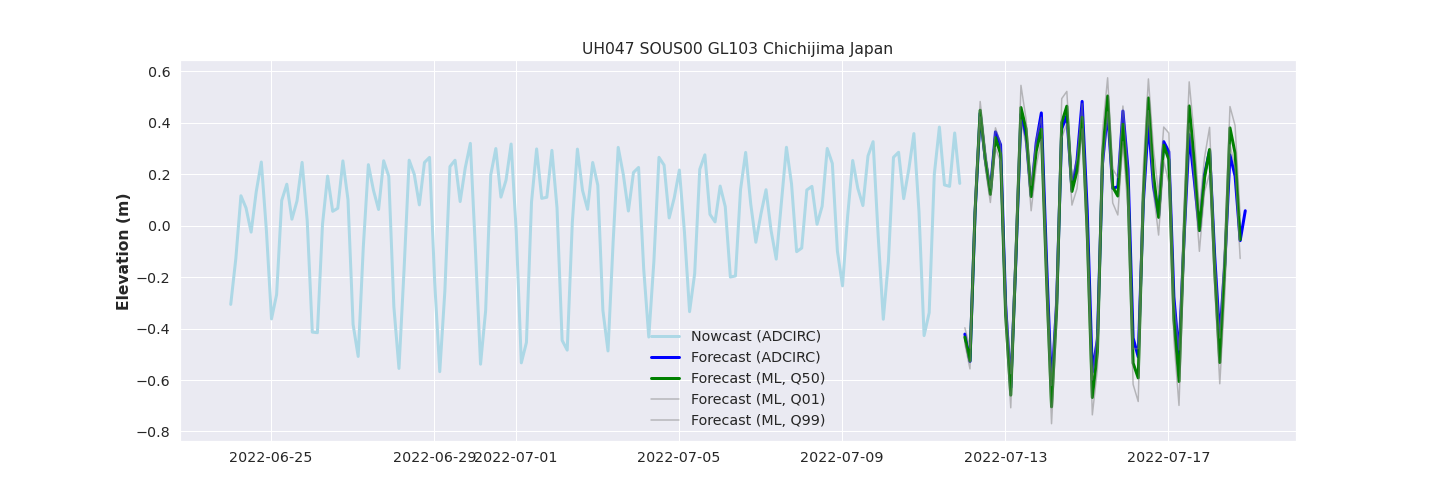 UH047 SOUS00 GL103 Chichijima Japan
0.6
0.4
0.2
0.0
−0.2
−0.4
−0.6
−0.8
Elevation (m)
Nowcast (ADCIRC)
Forecast (ADCIRC)
Forecast (ML, Q50)
Forecast (ML, Q01)
Forecast (ML, Q99)
2022-06-25 2022-06-29 2022-07-01 2022-07-05 2022-07-09 2022-07-13 2022-07-17